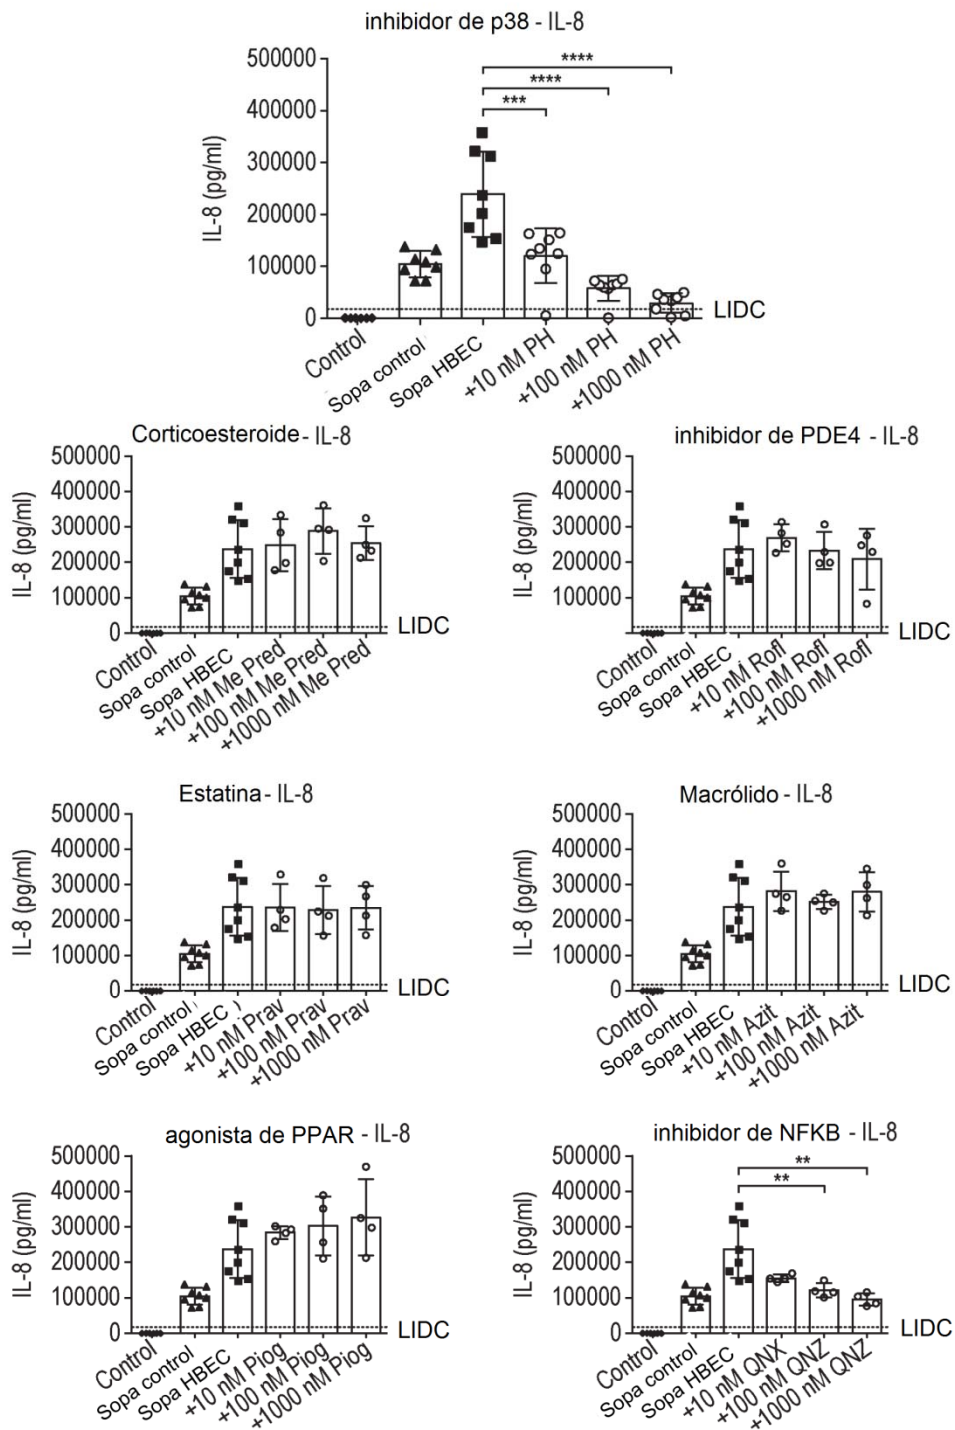 inhibidor de p38 - IL-8
****
****
***
IL-8 (pg/ml)
500000
400000
300000
200000
100000
0
LIDC
Control
Sopa control
Sopa HBEC
+10 nM PH
+100 nM PH
+1000 nM PH
Corticoesteroide - IL-8
IL-8 (pg/ml)
500000
400000
300000
200000
100000
0
LIDC
Control
Sopa control
Sopa HBEC
+10 nM Me Pred
+100 nM Me Pred
+1000 nM Me Pred
inhibidor de PDE4 - IL-8
IL-8 (pg/ml)
500000
400000
300000
200000
100000
0
LIDC
Control
Sopa control
Sopa HBEC
+10 nM Rofl
+100 nM Rofl
+1000 nM Rofl
Estatina - IL-8
IL-8 (pg/ml)
500000
400000
300000
200000
100000
0
LIDC
Control
Sopa control
Sopa HBEC )
+10 nM Prav
+100 nM Prav
+1000 nM Prav
Macrólido - IL-8
IL-8 (pg/ml)
500000
400000
300000
200000
100000
0
LIDC
Control
Sopa control
Sopa HBEC
+10 nM Azit
+100 nM Azit
+1000 nM Azit
agonista de PPAR - IL-8
IL-8 (pg/ml)
500000
400000
300000
200000
100000
0
LIDC
Control
Sopa control
Sopa HBEC
+10 nM Piog
+100 nM Piog
+1000 nM Piog
inhibidor de NFKB - IL-8
**
**
IL-8 (pg/ml)
500000
400000
300000
200000
100000
0
LIDC
Control
Sopa control
Sopa HBEC
+10 nM QNX
+100 nM QNZ
+1000 nM QNZ